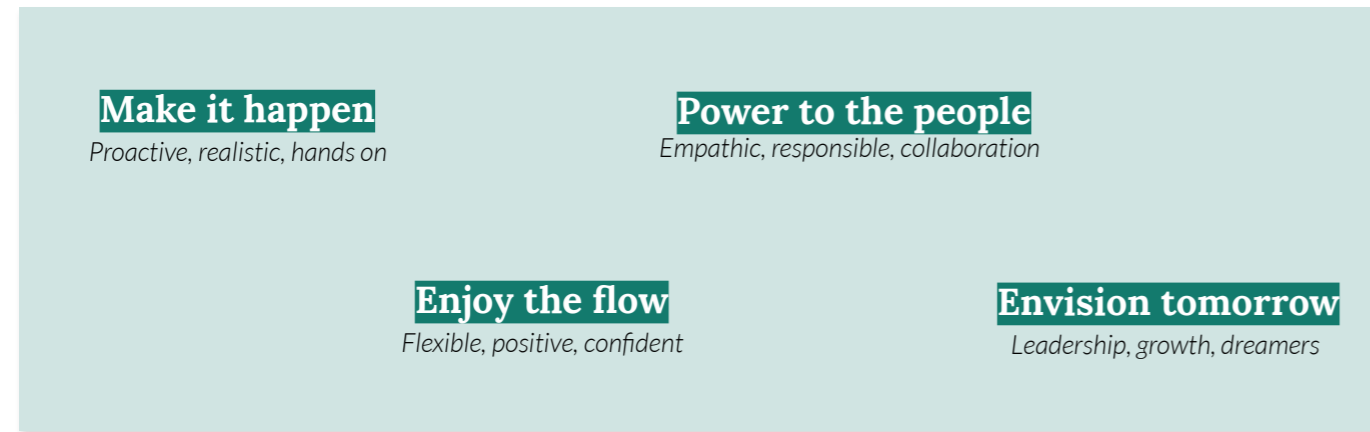 Make it happen
Proactive, realistic, hands on
Power to the people
Empathic, responsible, collaboration
Enjoy the flow
Flexible, positive, confident
Envision tomorrow
Leadership, growth, dreamers